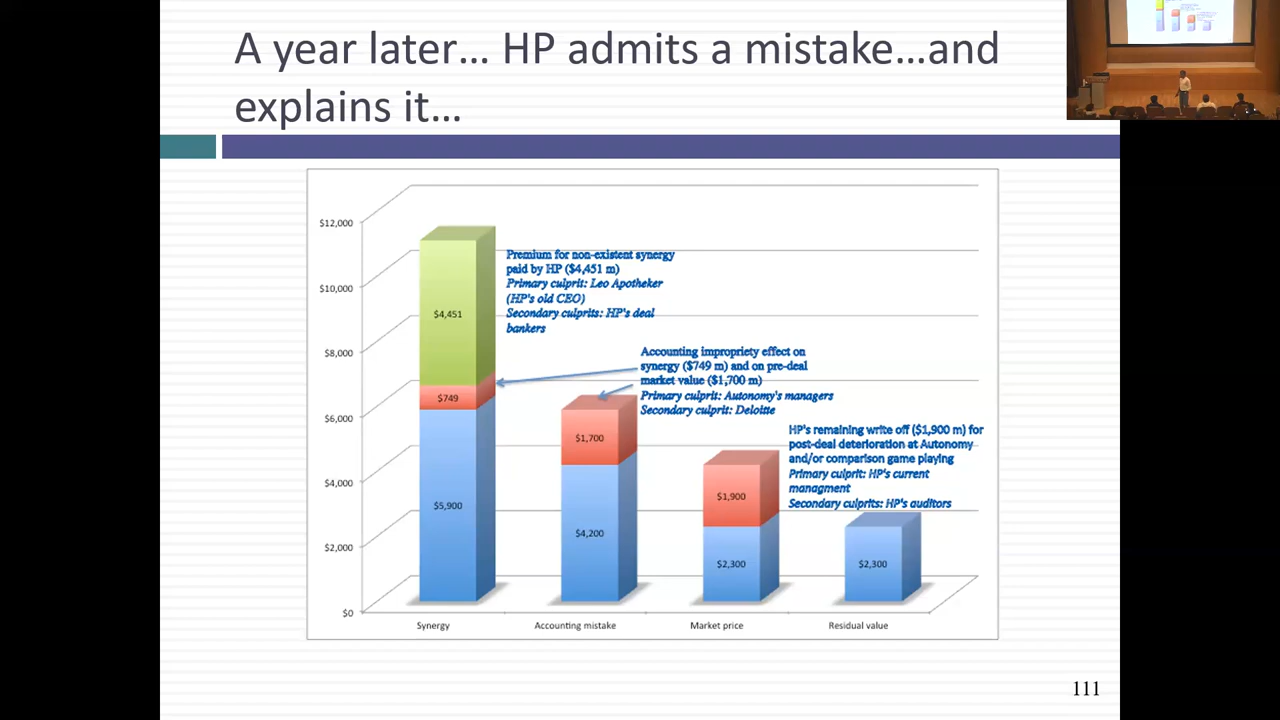 A year later… HP admits a mistake…and
explains it…
$12,000
$10,000
$8,000
$6,000
$4,000
$2,000
$0
$4,451
$749
$5,900
Premium for non-existent synergy
paid by HP ($4,451 m)
Primary culprit: Leo Apotheker
(HP's old CEO)
Secondary culprits: HP's deal
bankers
Accounting impropriety effect on
synergy ($749 m) and on pre-deal
market value ($1,700 m)
Primary culprit: Autonomy's managers
Secondary culprit: Deloitte
$1,700
$4,200
HP's remaining write off ($1,900 m) for
post-deal deterioration at Autonomy
and/or comparison game playing
Primary culprit: HP's current
managment
Secondary culprits: HP's auditors
$1,900
$2,300
$2,300
Synergy
Accounting mistake
Market price
Residual value
111